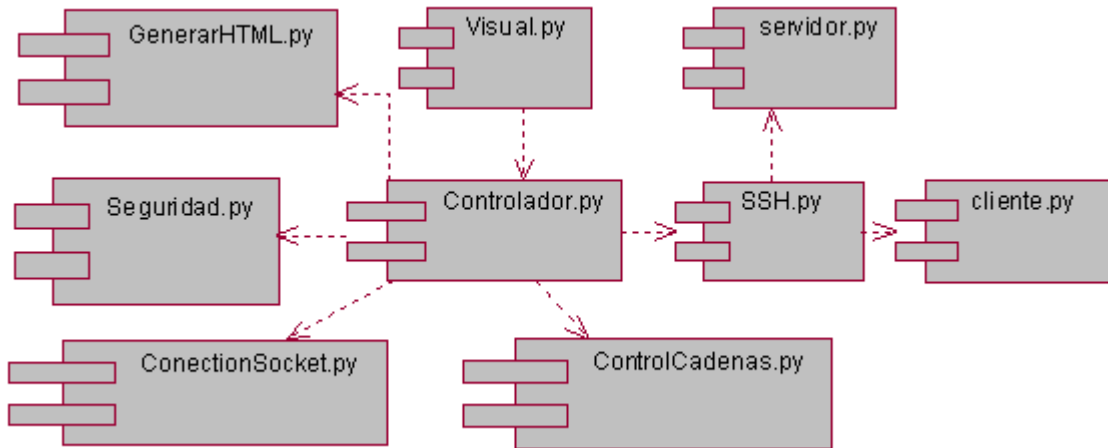 GenerarHTML.py
Visual.py
servidor.py
Seguridad.py
Controlador.py
SSH.py
cliente.py
ConectionSocket.py
ControlCadenas.py